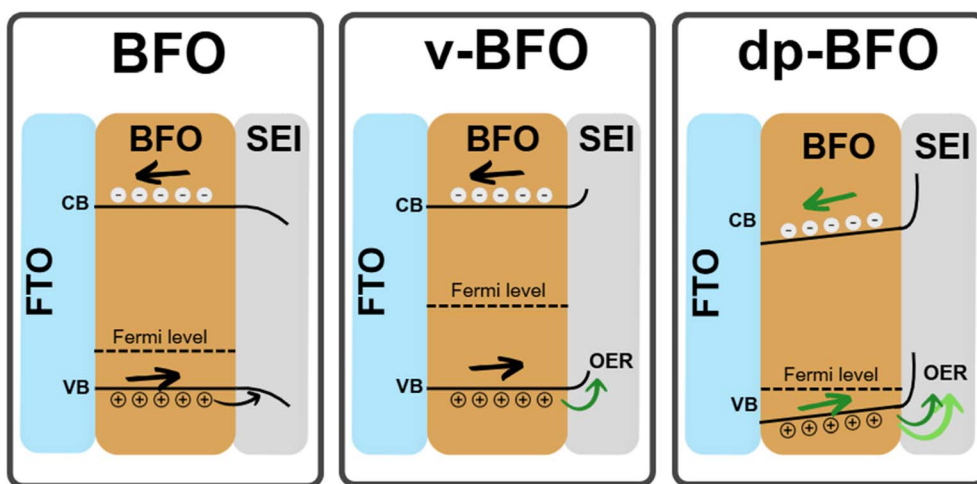 BFO
BFO
SEI
CB
FTO
Fermi level
VB
v-BFO
BFO
SEI
CB
FTO
Fermi level
OER
VB
dp-BFO
BFO
SEI
CB
FTO
Fermi level
OER
VB